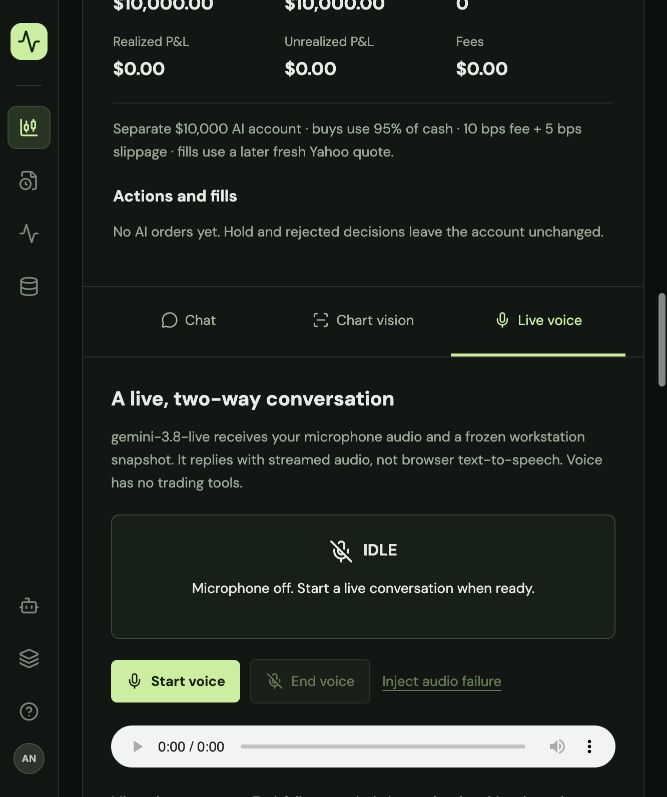 $10,000.00 $10,000.00 0
Realized P&L Unrealized P&L Fees
$0.00 $0.00 $0.00
Separate $10,000 AI account · buys use 95% of cash · 10 bps fee + 5 bps
slippage · fills use a later fresh Yahoo quote.
Actions and fills
No AI orders yet. Hold and rejected decisions leave the account unchanged.
Chat Chart vision Live voice
A live, two-way conversation
gemini-3.8-live receives your microphone audio and a frozen workstation
snapshot. It replies with streamed audio, not browser text-to-speech. Voice
has no trading tools.
IDLE
Microphone off. Start a live conversation when ready.
Start voice End voice Inject audio failure
0:00 / 0:00
AN